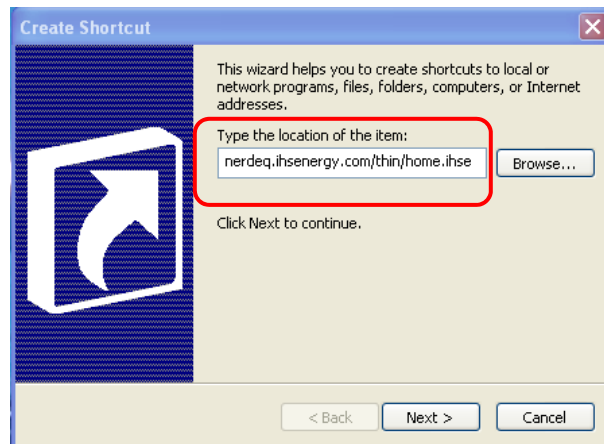 Create Shortcut
This wizard helps you to create shortcuts to local or
network programs, files, folders, computers, or Internet
addresses.
Type the location of the item:
nerdeq.ihsenergy.com/thin/home.ihse
Browse...
Click Next to continue.
< Back
Next >
Cancel